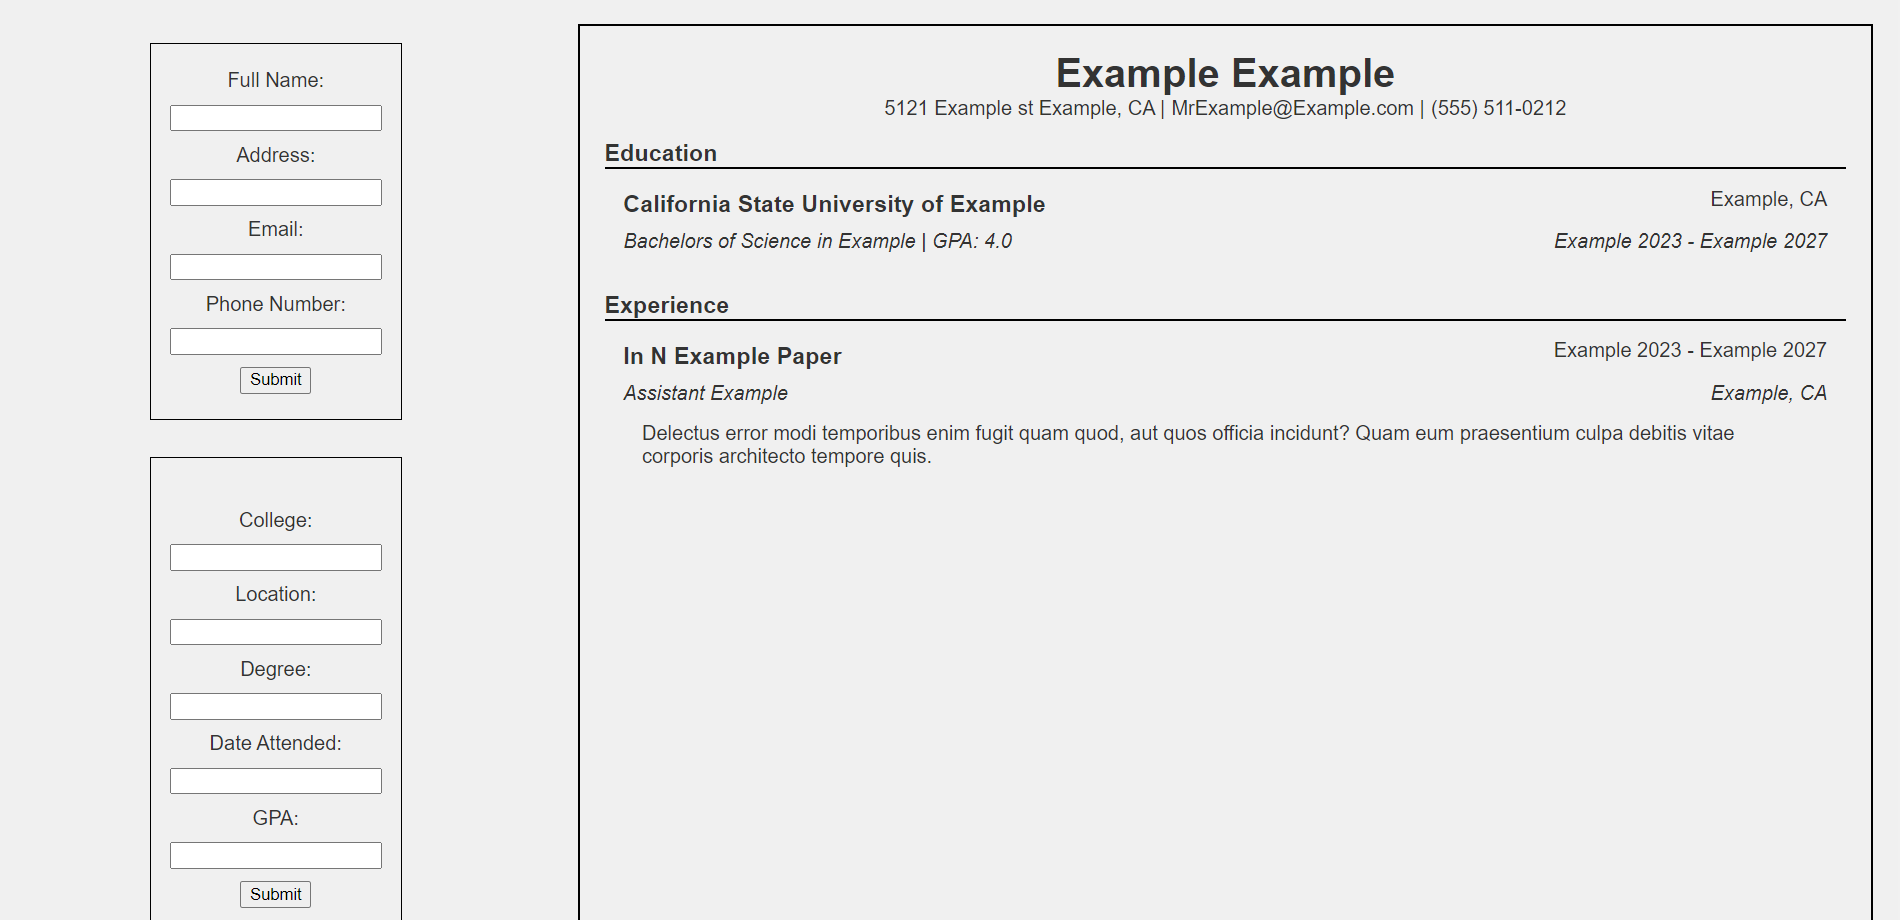 Full Name:
Address:
Email:
Phone Number:
Submit
College:
Location:
Degree:
Date Attended:
GPA:
Submit
Example Example
5121 Example st Example, CA | MrExample@Example.com | (555) 511-0212
Education
California State University of Example
Example, CA
Bachelors of Science in Example | GPA: 4.0
Example 2023 - Example 2027
Experience
In N Example Paper
Example 2023 - Example 2027
Assistant Example
Example, CA
Delectus error modi temporibus enim fugit quam quod, aut quos officia incidunt? Quam eum praesentium culpa debitis vitae
corporis architecto tempore quis.